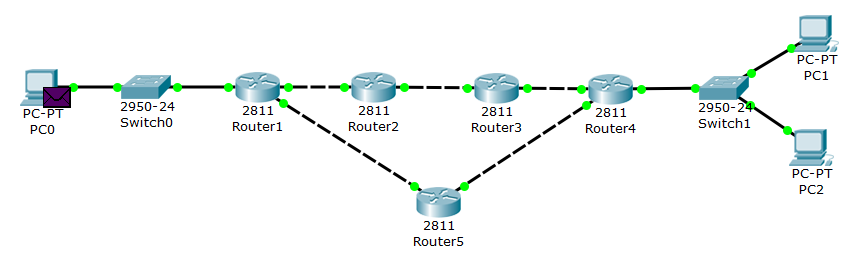 PC-PT
PC0
2950-24
Switch0
2811
Router1
2811
Router2
2811
Router3
2811
Router4
2950-24
Switch1
PC-PT
PC1
PC-PT
PC2
2811
Router5